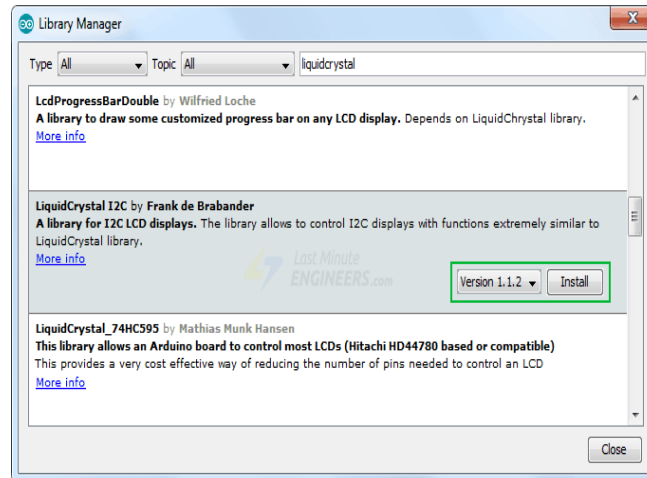 Library Manager
Type All Topic All liquidcrystal
LcdProgressBarDouble by Wilfried Loche
A library to draw some customized progress bar on any LCD display. Depends on LiquidChrystal library.
More info
LiquidCrystal I2C by Frank de Brabander
A library for I2C LCD displays. The library allows to control I2C displays with functions extremely similar to
LiquidCrystal library.
More info
Last Minute
ENGINEERS.com
Version 1.1.2 Install
LiquidCrystal_74HC595 by Mathias Munk Hansen
This library allows an Arduino board to control most LCDs (Hitachi HD44780 based or compatible)
This provides a very cost effective way of reducing the number of pins needed to control an LCD
More info
Close